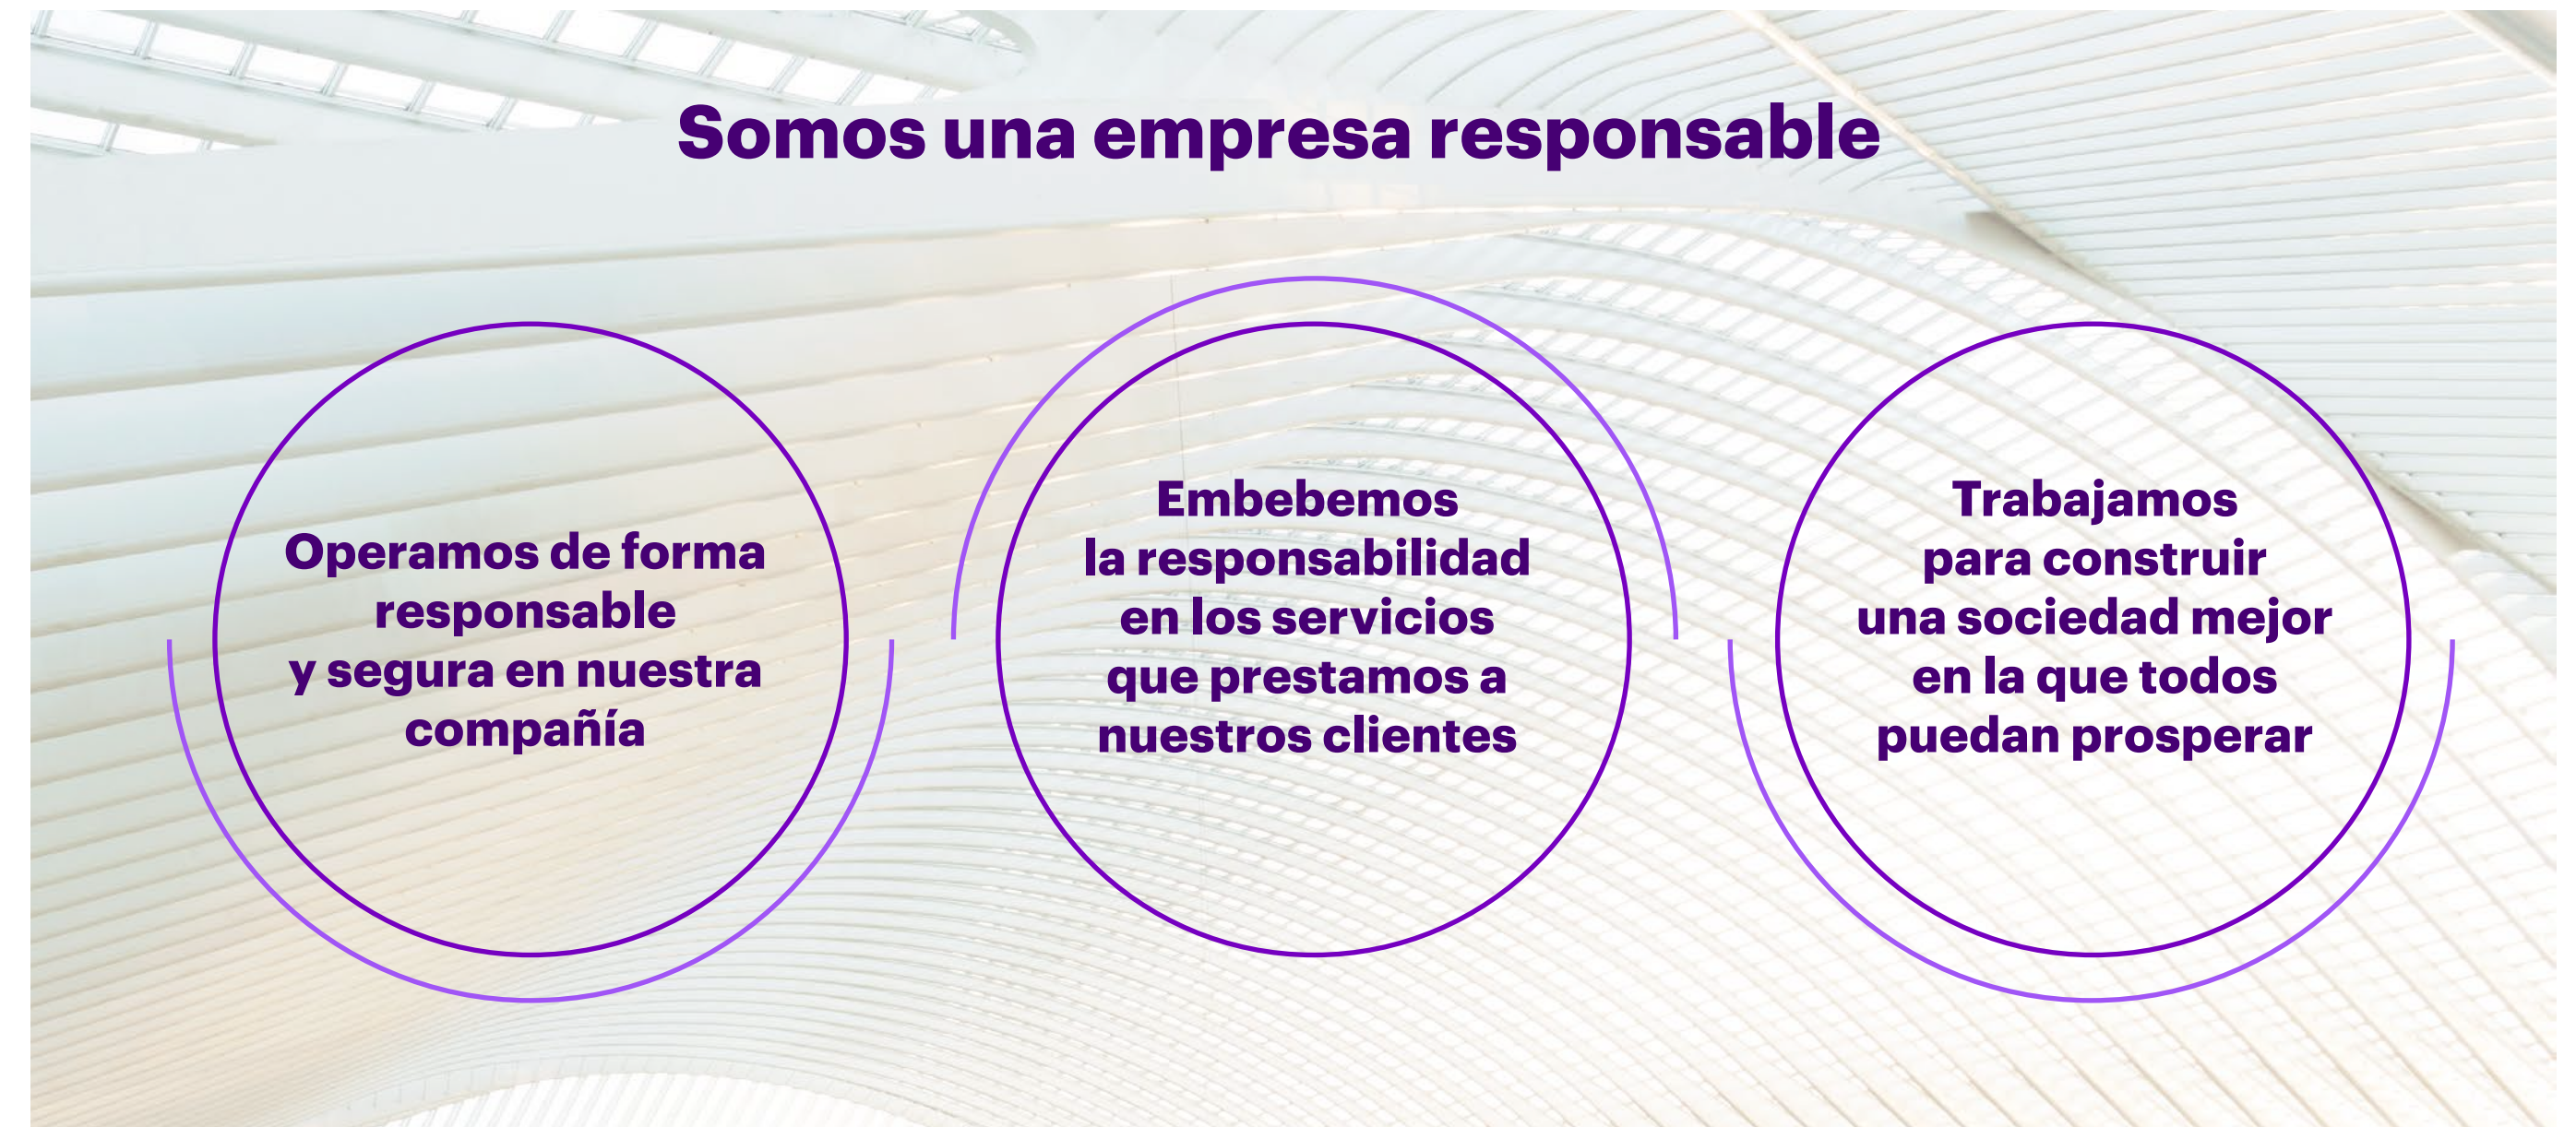 Somos una empresa responsable
Operamos de forma
responsable
y segura en nuestra
compañía
Embebemos
la responsabilidad
en los servicios
que prestamos a
nuestros clientes
Trabajamos
para construir
una sociedad mejor
en la que todos
puedan prosperar